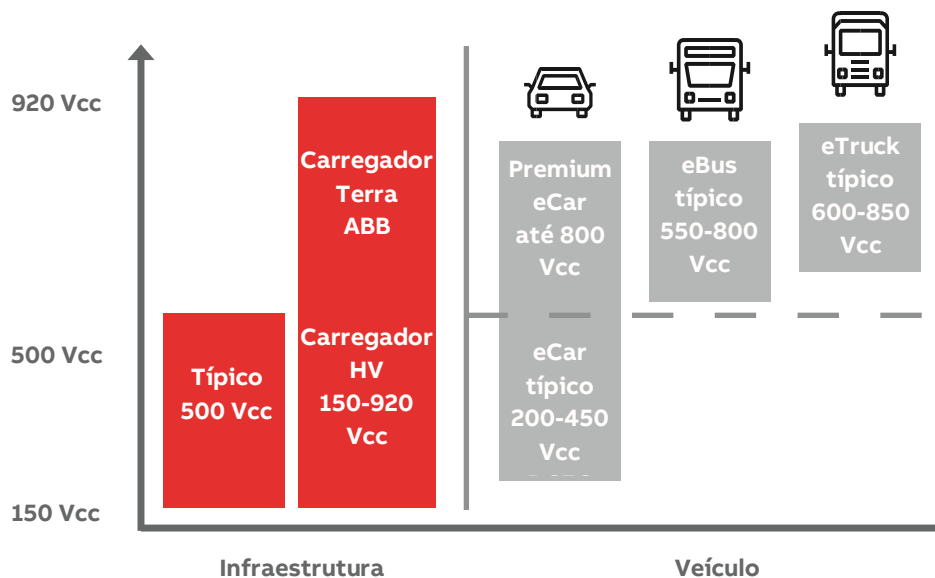 920 Vcc
500 Vcc
150 Vcc
Típico
500 Vcc
Carregador
Terra
ABB
Carregador
HV
150-920
Vcc
Premium
eCar
até 800
Vcc
eCar
típico
200-450
Vcc
eBus
típico
550-800
Vcc
eTruck
típico
600-850
Vcc
Infraestrutura
Veículo